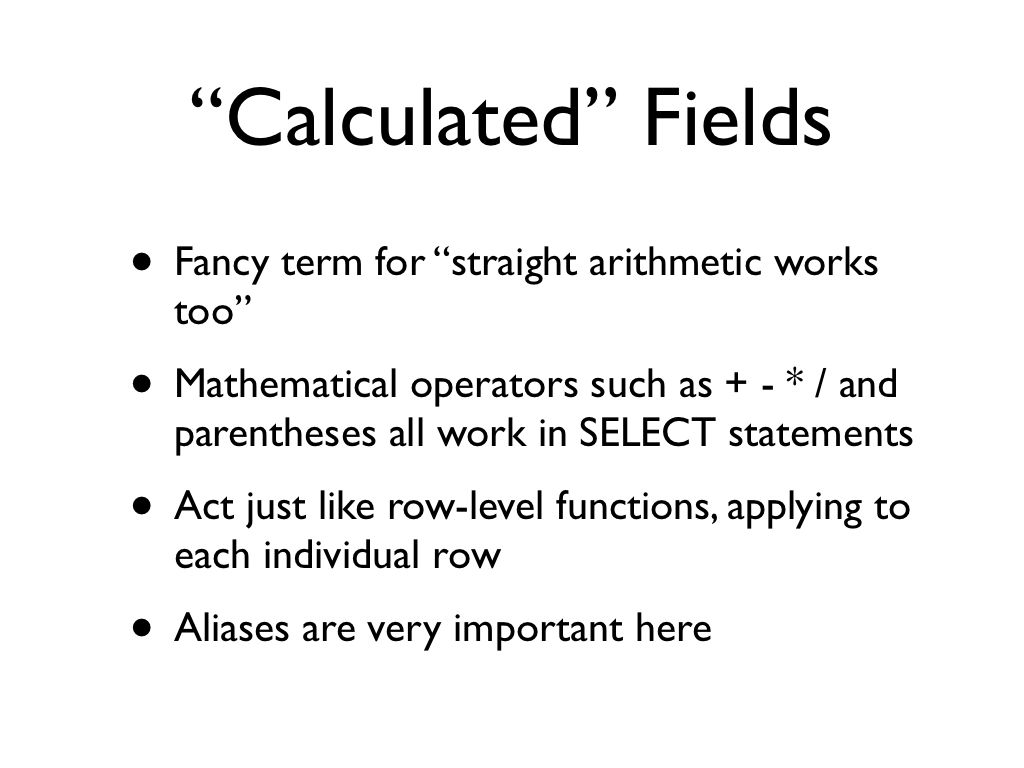 “Calculated” Fields
• Fancy term for “straight arithmetic works
too”
• Mathematical operators such as + - * / and
parentheses all work in SELECT statements
• Act just like row-level functions, applying to
each individual row
• Aliases are very important here